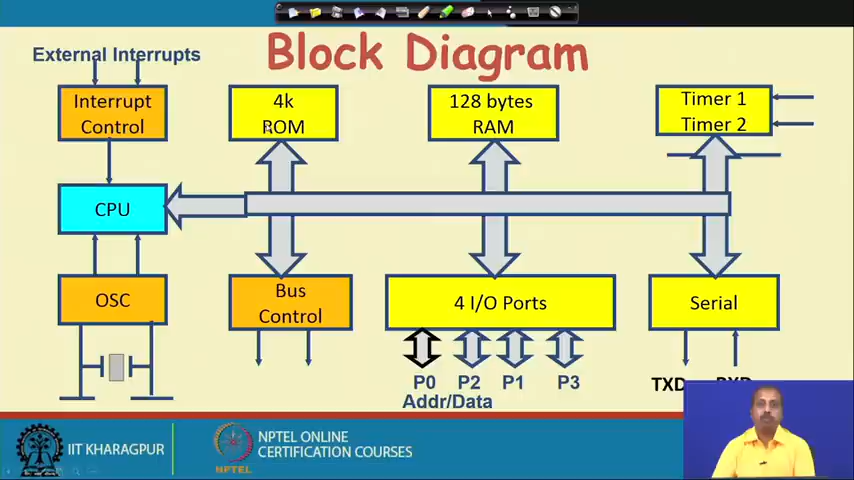 Block Diagram
External Interrupts
Interrupt
Control
4k
ROM
128 bytes
RAM
Timer 1
Timer 2
CPU
OSC
Bus
Control
4 I/O Ports
Serial
P0 P2 P1 P3
Addr/Data
TXD RXD
IIT KHARAGPUR
NPTEL
NPTEL ONLINE
CERTIFICATION COURSES